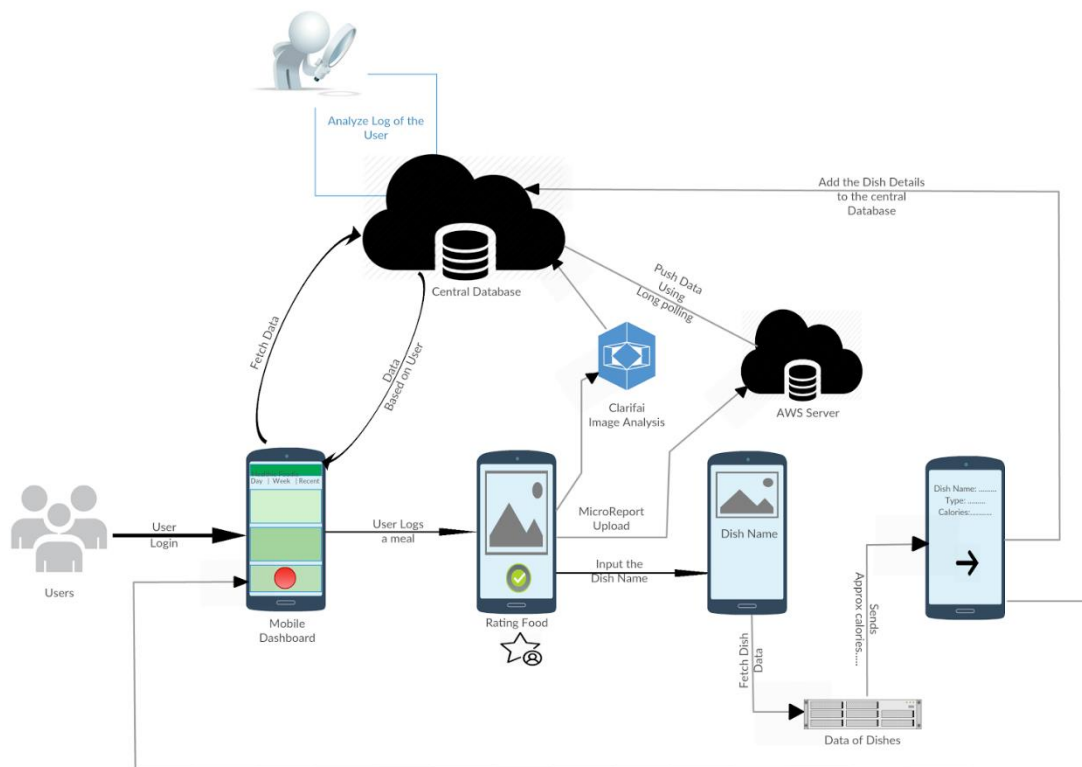 Analyze Log of the
User
Add the Dish Details
to the central
Database
Central Database
Push Data
Using
Long polling
Fetch Data
Data
Based on User
Clarifai
Image Analysis
AWS Server
Day | Week | Recent
Dish Name: .........
Type: .........
Calories:...........
User
Login
User Logs
a meal
MicroReport
Upload
Dish Name
Input the
Dish Name
Users
Mobile
Dashboard
Rating Food
Fetch Dish
Data
Sends
Approx calories.....
Data of Dishes